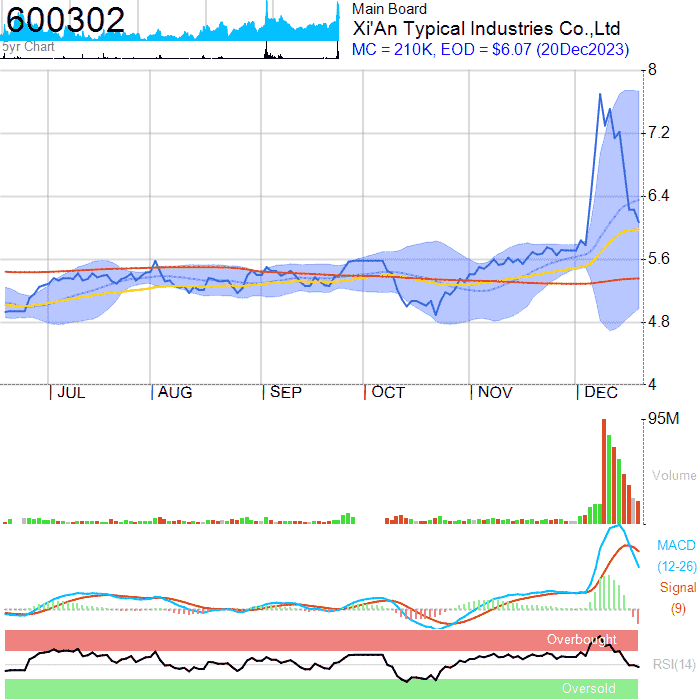 600302
5yr Chart
Main Board
Xi'An Typical Industries Co.,Ltd
MC = 210K, EOD = $6.07 (20Dec2023)
8
7.2
6.4
5.6
4.8
4
JUL AUG SEP OCT NOV DEC
95M
Volume
MACD
(12-26)
Signal
(9)
Overbought
RSI(14)
Oversold